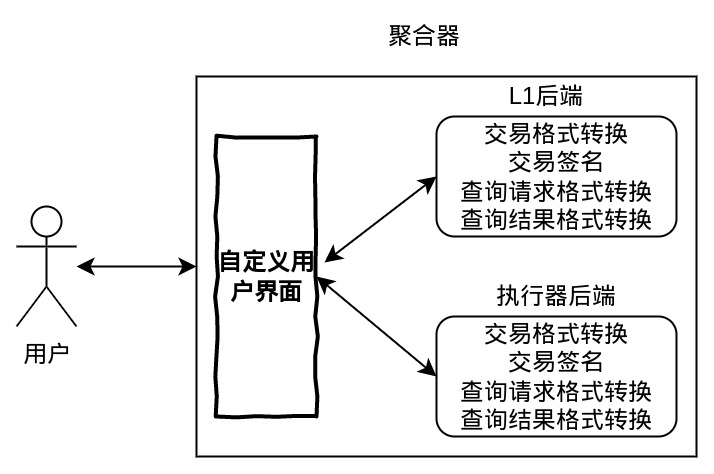 聚合器
L1后端
交易格式转换
交易签名
查询请求格式转换
查询结果格式转换
自定义用
户界面
用户
执行器后端
交易格式转换
交易签名
查询请求格式转换
查询结果格式转换